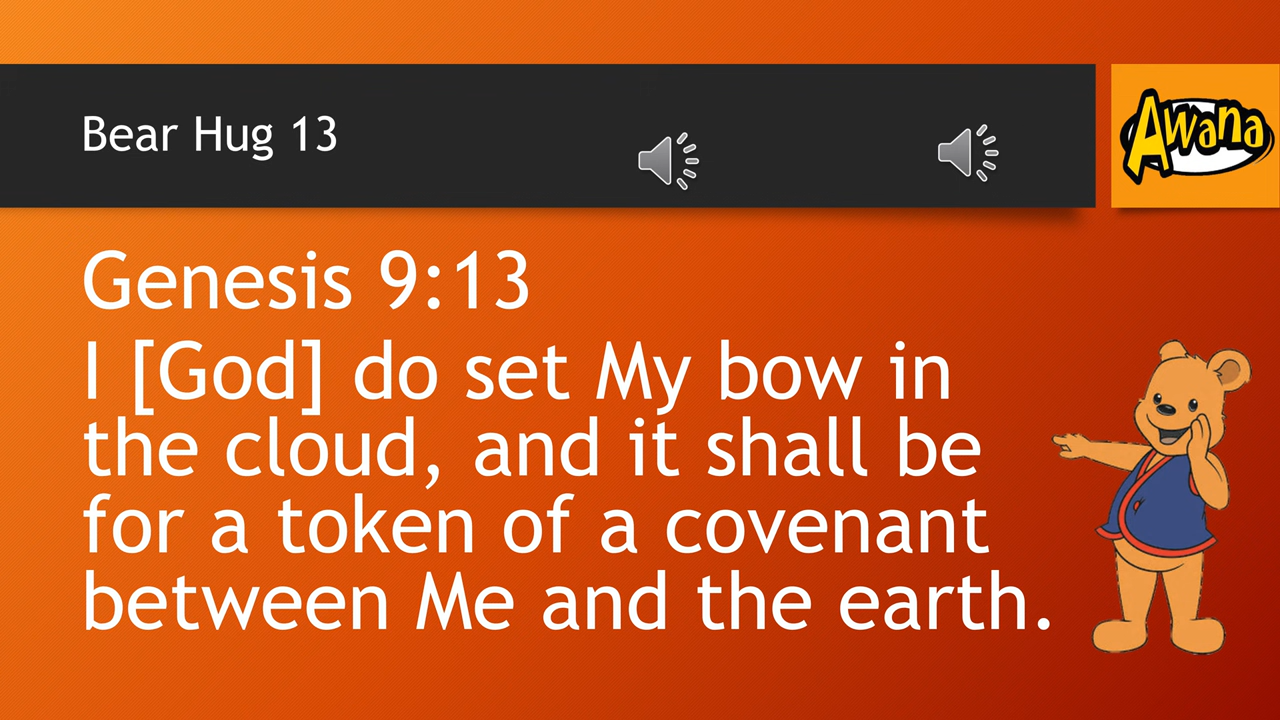 Bear Hug 13
Awana
Genesis 9:13
I [God] do set My bow in
the cloud, and it shall be
for a token of a covenant
between Me and the earth.